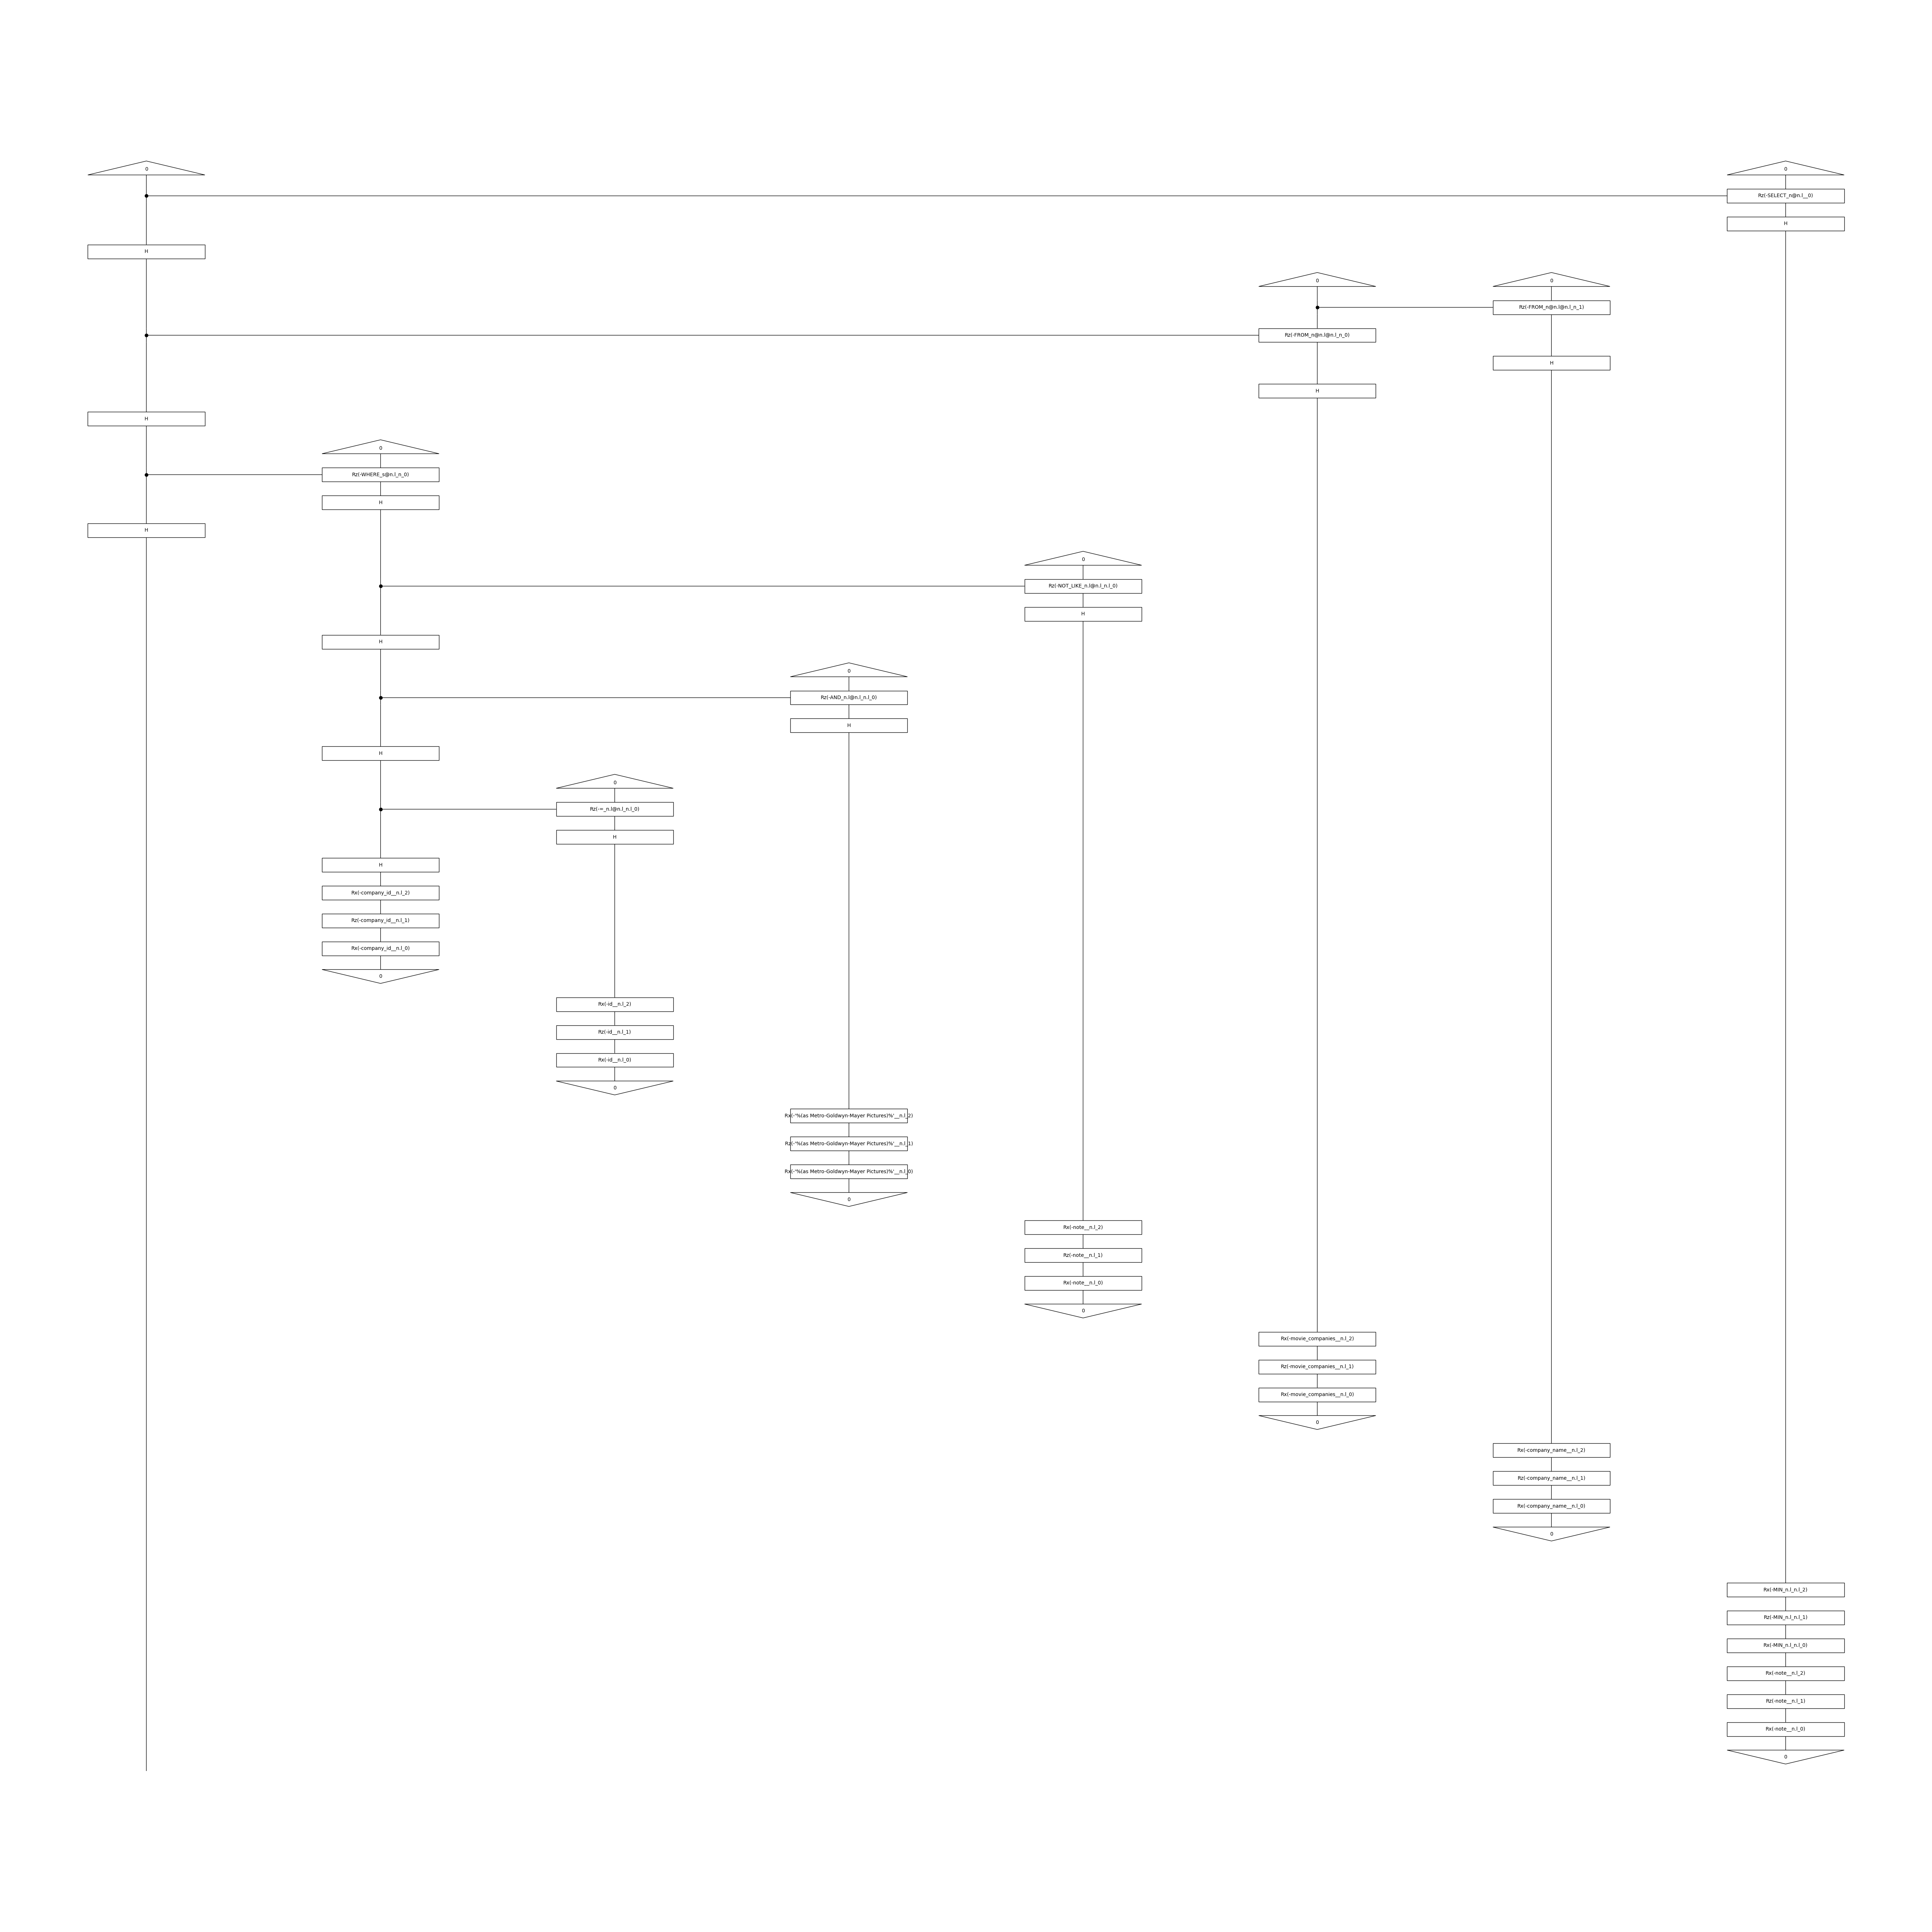 0 0
Rz(-SELECT_n@n.l__0)
H
H
0 0
Rz(-FROM_n@n.l@n.l_n_1)
Rz(-FROM_n@n.l@n.l_n_0)
H
H
H
0
Rz(-WHERE_s@n.l_n_0)
H
H
0
Rz(-NOT_LIKE_n.l@n.l_n.l_0)
H
H
0
Rz(-AND_n.l@n.l_n.l_0)
H
H
0
Rz(-=_n.l@n.l_n.l_0)
H
H
Rx(-company_id__n.l_2)
Rz(-company_id__n.l_1)
Rx(-company_id__n.l_0)
0
Rx(-id__n.l_2)
Rz(-id__n.l_1)
Rx(-id__n.l_0)
0
Rx(-'%(as Metro-Goldwyn-Mayer Pictures)%'__n.l_2)
Rz(-'%(as Metro-Goldwyn-Mayer Pictures)%'__n.l_1)
Rx(-'%(as Metro-Goldwyn-Mayer Pictures)%'__n.l_0)
0
Rx(-note__n.l_2)
Rz(-note__n.l_1)
Rx(-note__n.l_0)
0
Rx(-movie_companies__n.l_2)
Rz(-movie_companies__n.l_1)
Rx(-movie_companies__n.l_0)
0
Rx(-company_name__n.l_2)
Rz(-company_name__n.l_1)
Rx(-company_name__n.l_0)
0
Rx(-MIN_n.l_n.l_2)
Rz(-MIN_n.l_n.l_1)
Rx(-MIN_n.l_n.l_0)
Rx(-note__n.l_2)
Rz(-note__n.l_1)
Rx(-note__n.l_0)
0